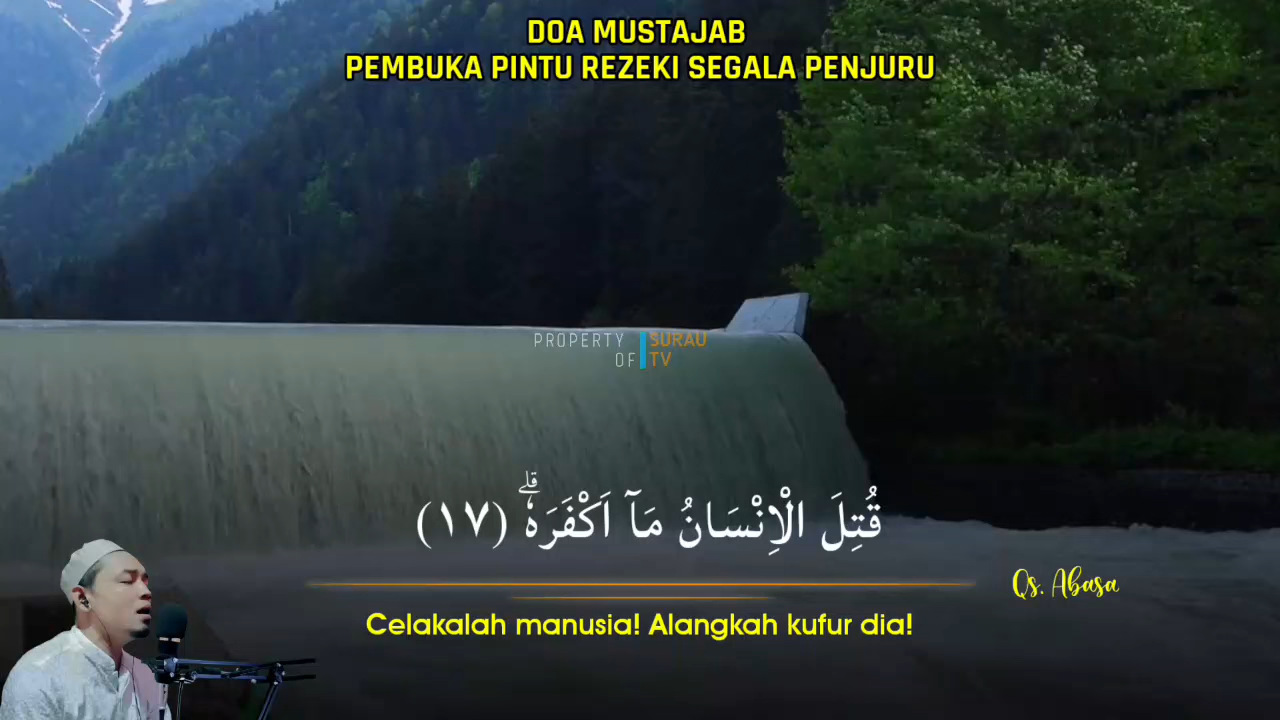 DOA MUSTAJAB
PEMBUKA PINTU REZEKI SEGALA PENJURU
PROPERTY OF SURAU TV
قُتِلَ الْاِنْسَانُ مَآ اَكْفَرَهٗۗ (١٧)
Qs. Abasa
Celakalah manusia! Alangkah kufur dia!